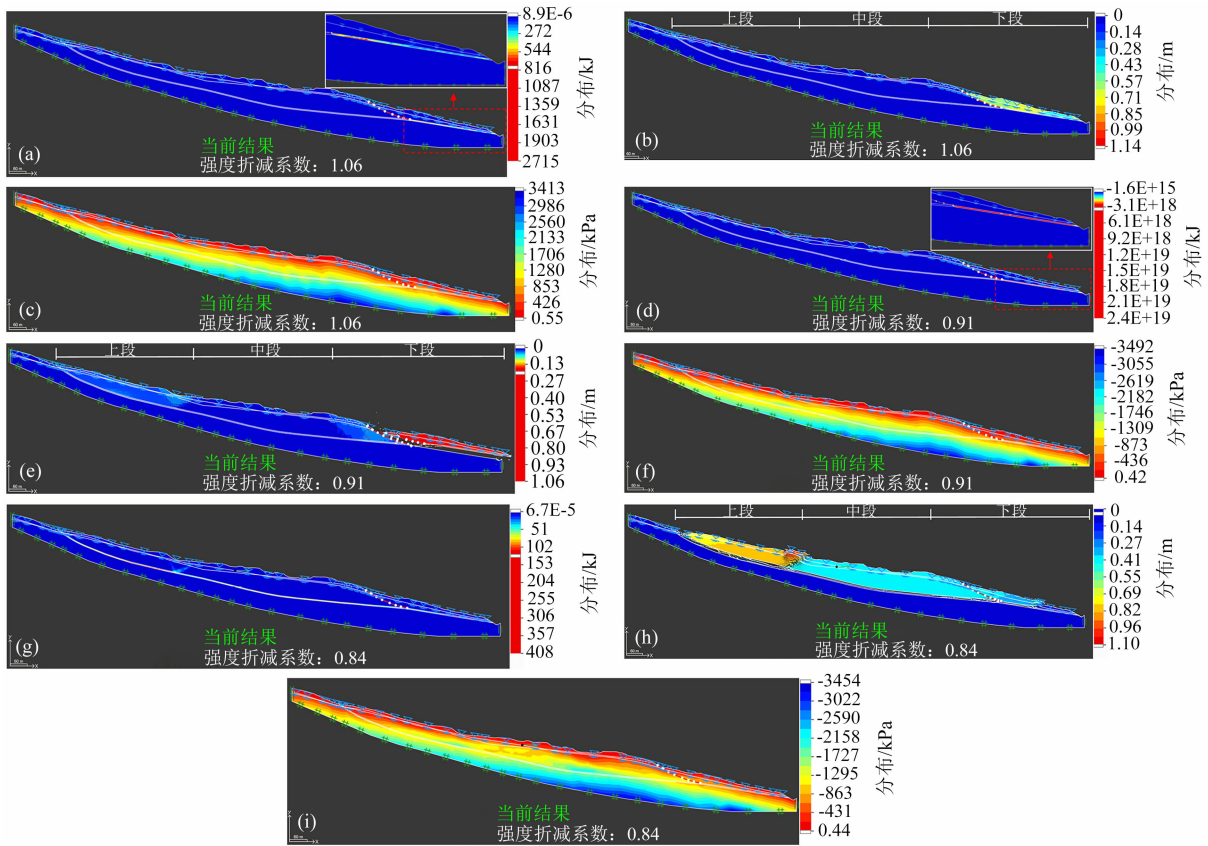 8.9E-6
272
544
816
1087
1359
1631
1903
2715
分布/kJ
当前结果
强度折减系数：1.06
(a)
上段
中段
下段
0
0.14
0.28
0.43
0.57
0.71
0.85
0.99
1.14
分布/m
当前结果
强度折减系数：1.06
(b)
3413
2986
2560
2133
1706
1280
853
426
0.55
分布/kPa
当前结果
强度折减系数：1.06
(c)
-1.6E+15
-3.1E+18
6.1E+18
9.2E+18
1.2E+19
1.5E+19
1.8E+19
2.1E+19
2.4E+19
分布/kJ
当前结果
强度折减系数：0.91
(d)
上段
中段
下段
0
0.13
0.27
0.40
0.53
0.67
0.80
0.93
1.06
分布/m
当前结果
强度折减系数：0.91
(e)
-3492
-3055
-2619
-2182
-1746
-1309
-873
-436
0.42
分布/kPa
当前结果
强度折减系数：0.91
(f)
6.7E-5
51
102
153
204
255
306
357
408
分布/kJ
当前结果
强度折减系数：0.84
(g)
上段
中段
下段
0
0.14
0.27
0.41
0.55
0.69
0.82
0.96
1.10
分布/m
当前结果
强度折减系数：0.84
(h)
-3454
-3022
-2590
-2158
-1727
-1295
-863
-431
0.44
分布/kPa
当前结果
强度折减系数：0.84
(i)